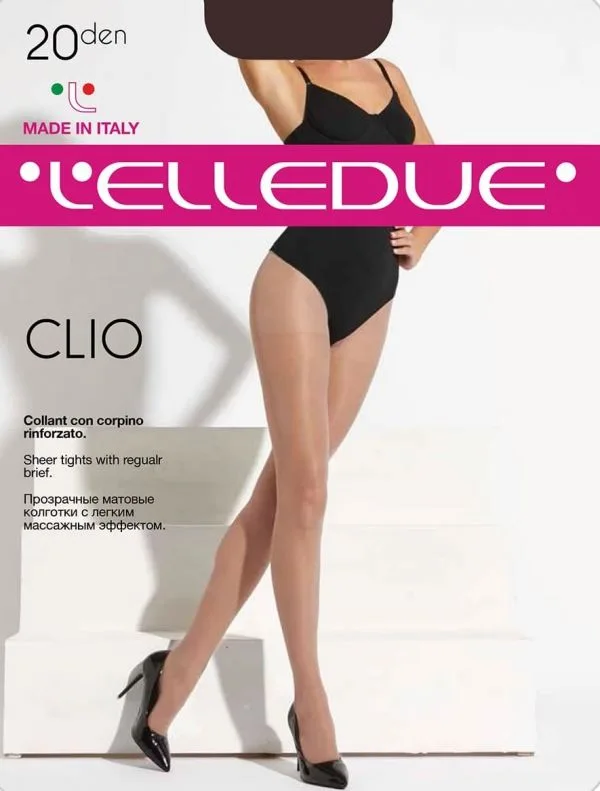 20den
MADE IN ITALY
L'ELLEDUE
CLIO
Collant con corpino
rinforzato.
Sheer tights with regualr
brief.
Прозрачные матовые
колготки с легким
массажным эффектом.